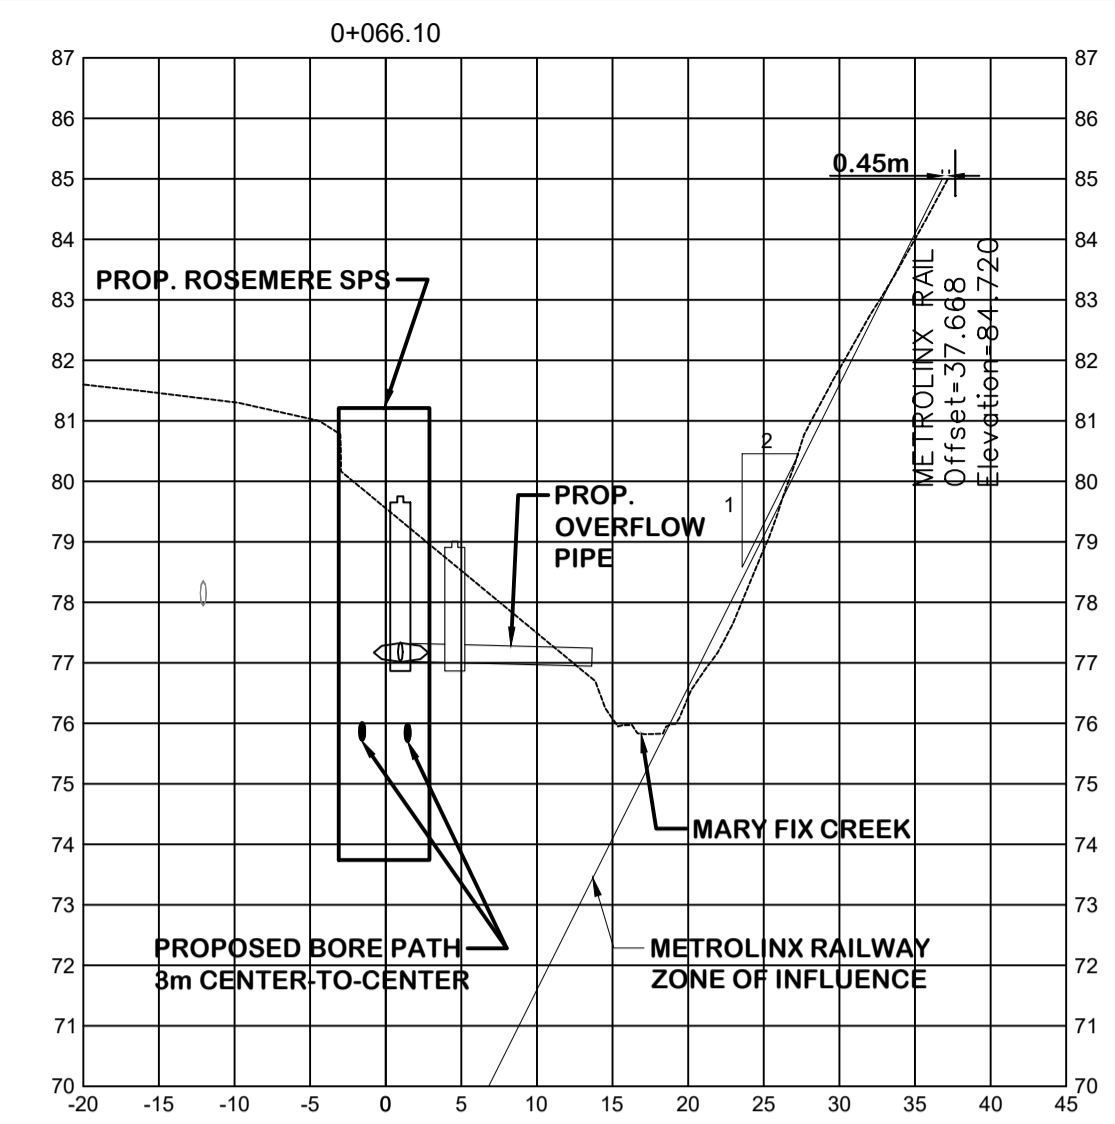 0+066.10
87
87
86
86
0.45m
85
85
84
84
PROP. ROSEMERE SPS
83
83
METROLINX RAIL
Offset=37.668
Elevation=84.720
82
82
81
81
2
80
80
PROP.
OVERFLOW
PIPE
1
79
79
78
78
77
77
76
76
75
75
MARY FIX CREEK
74
74
73
73
PROPOSED BORE PATH
3m CENTER-TO-CENTER
METROLINX RAILWAY
ZONE OF INFLUENCE
72
72
71
71
70
70
-20 -15 -10 -5 0 5 10 15 20 25 30 35 40 45